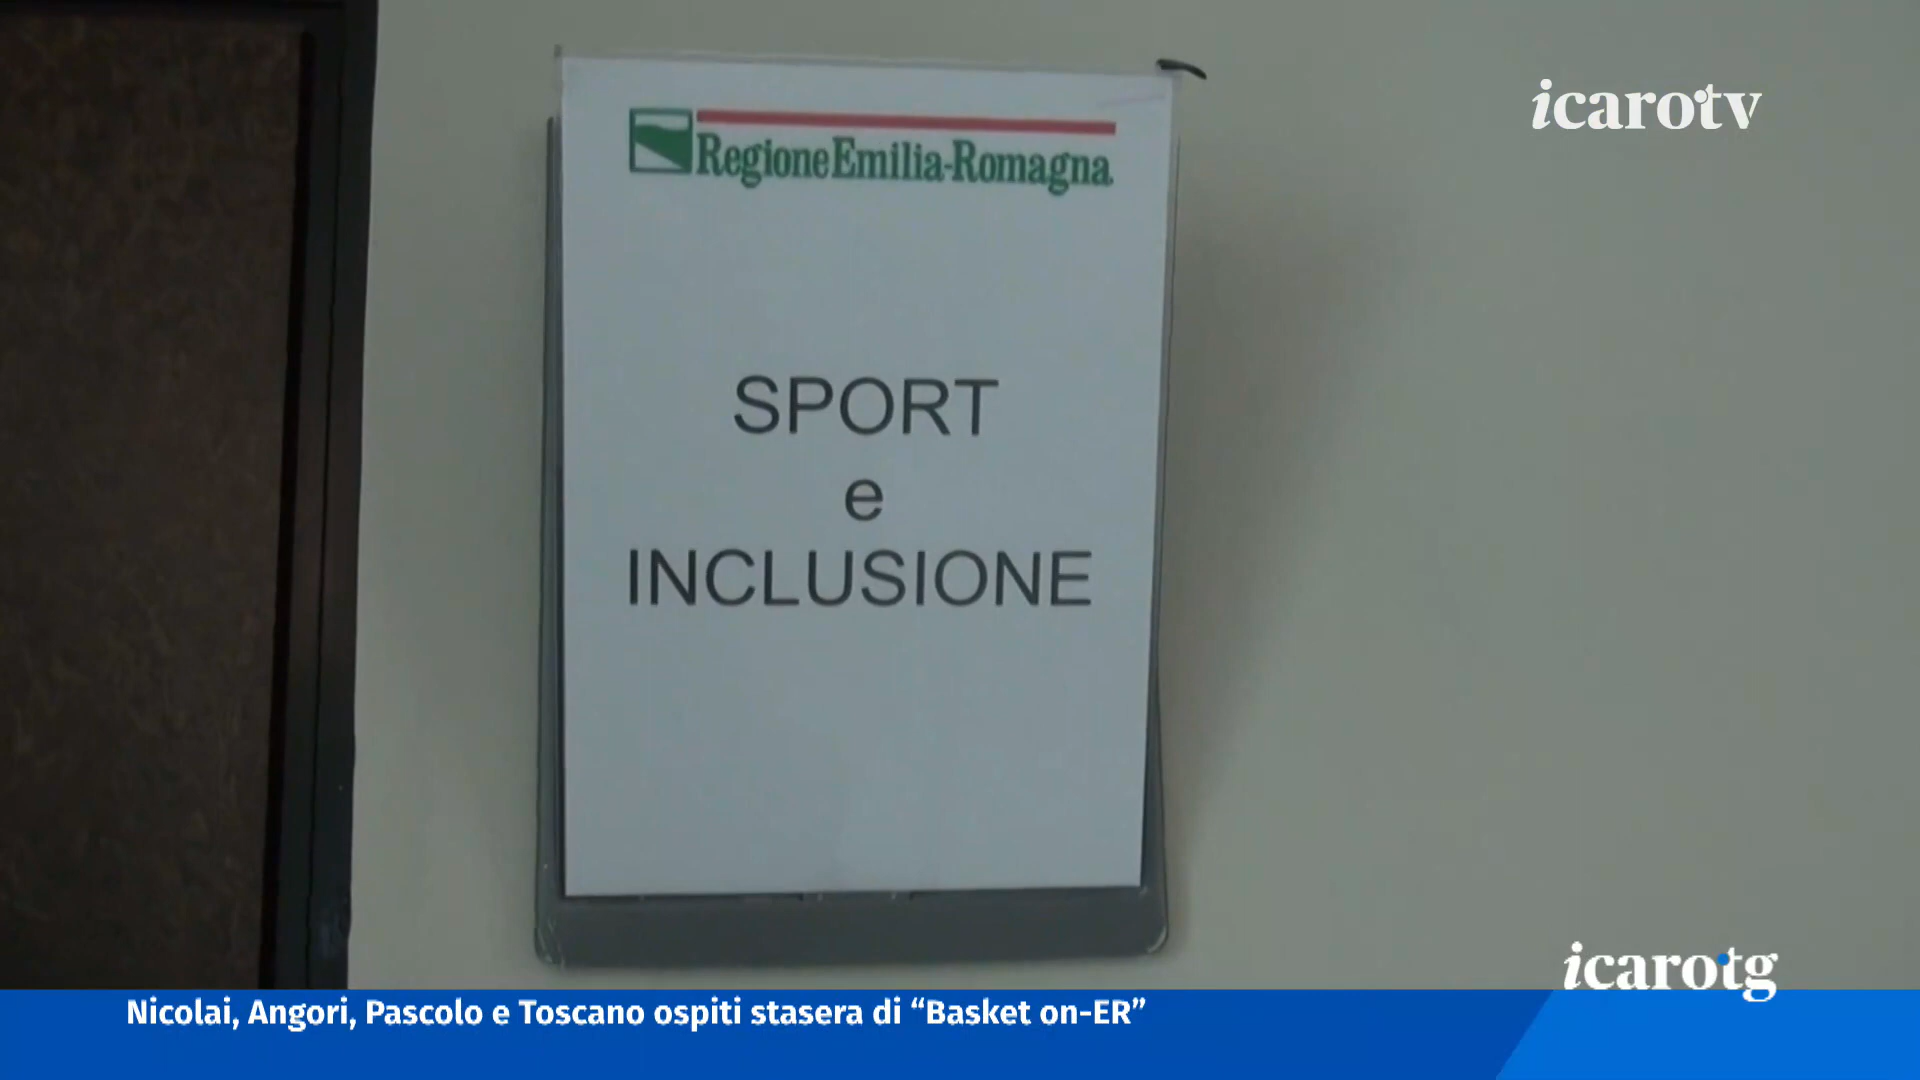 icarotv
RegioneEmilia-Romagna
SPORT
e
INCLUSIONE
icarotg
Nicolai, Angori, Pascolo e Toscano ospiti stasera di “Basket on-ER”